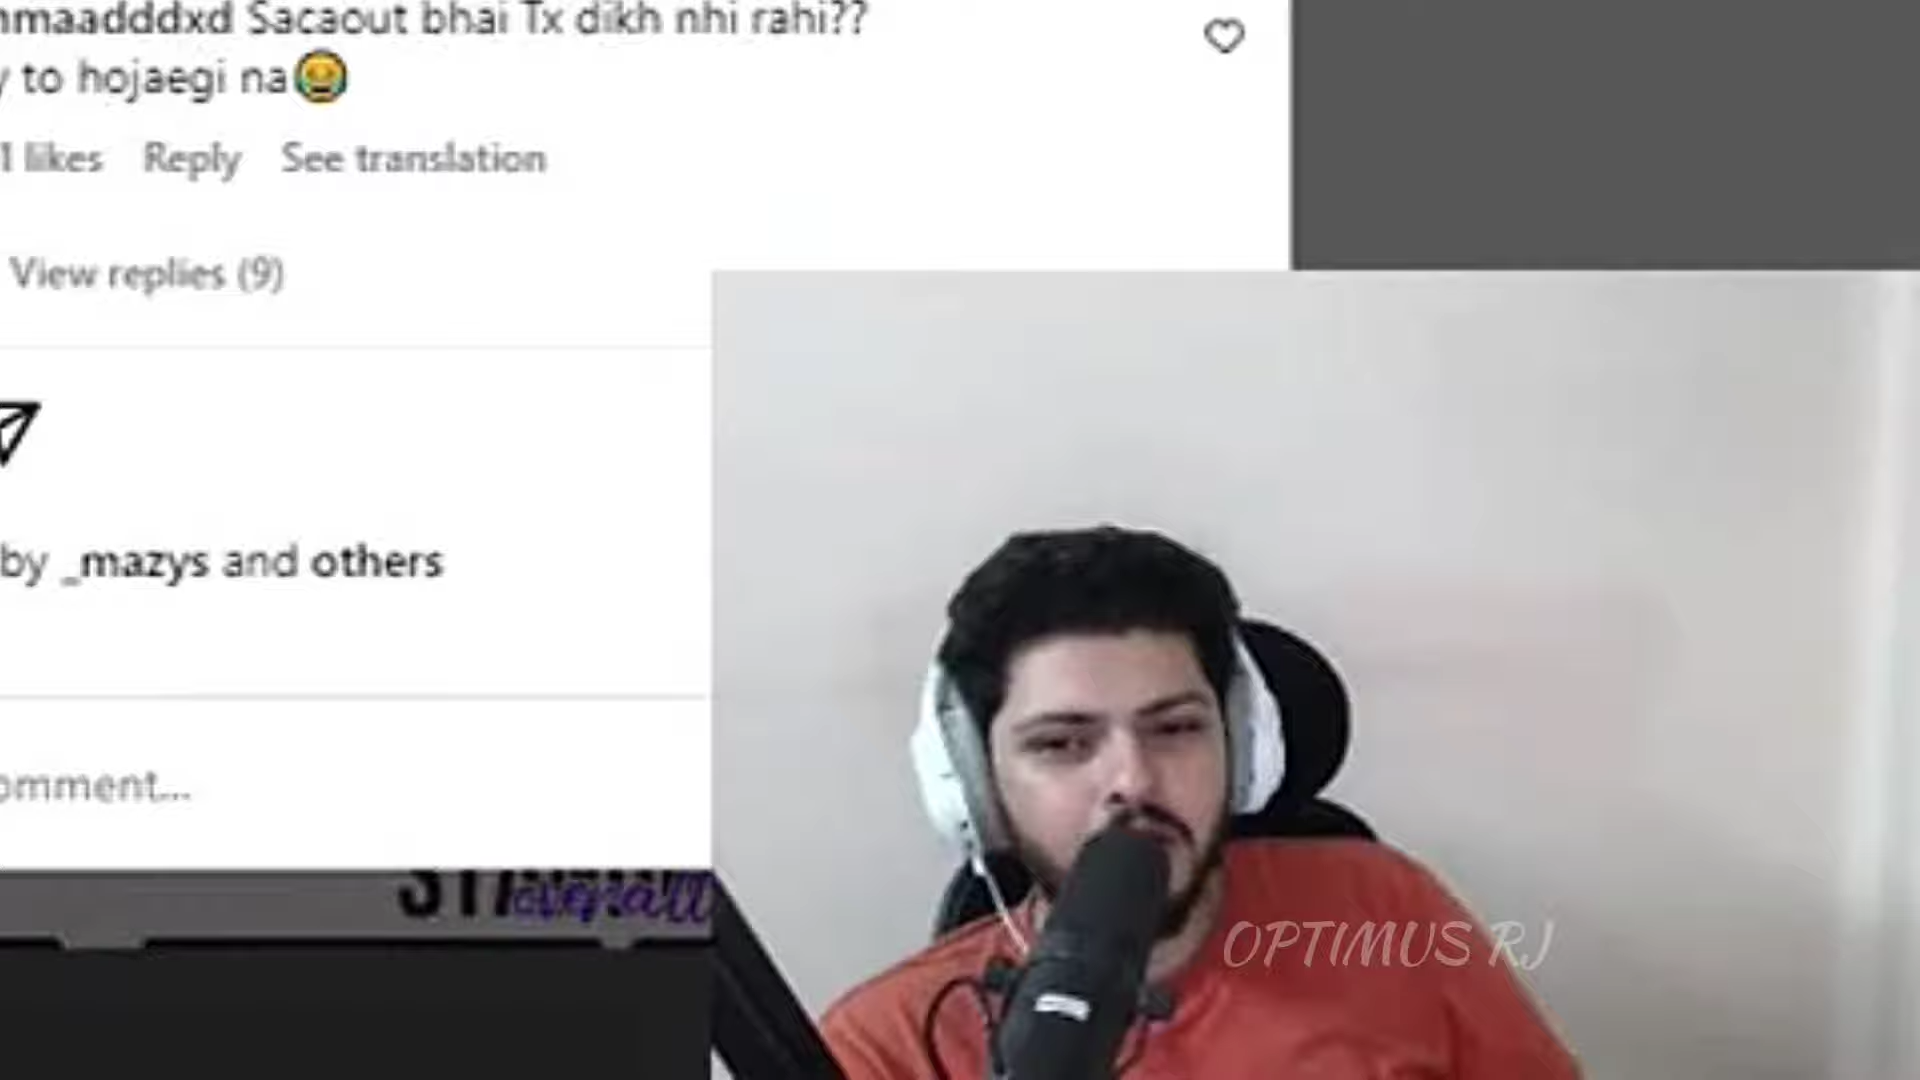 Sacaout bhai Tx dikh nhi rahi??
to hojaegi na😂
1 likes Reply See translation
View replies (9)
by _mazys and others
omment...
overall
OPTIMUS RJ